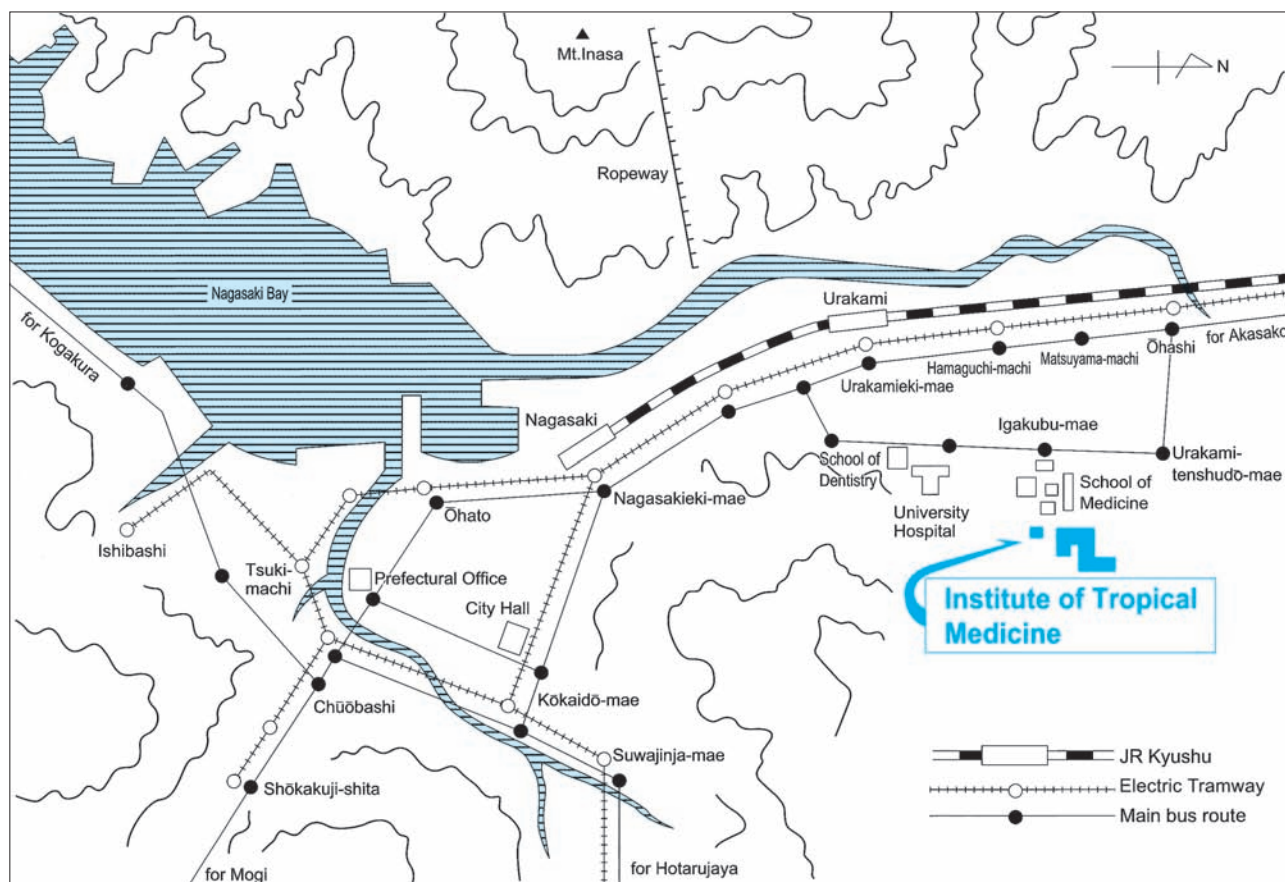 Mt.Inasa
N
Ropeway
Nagasaki Bay
Urakami
for Kogakura
for Akasako
Ōhashi
Matsuyama-machi
Hamaguchi-machi
Urakamieki-mae
Nagasaki
Igakubu-mae
Urakami-
tenshudō-mae
School of
Dentistry
University
Hospital
School of
Medicine
Nagasakieki-mae
Ōhato
Ishibashi
Tsuki-
machi
Prefectural Office
City Hall
Institute of Tropical
Medicine
Kōkaidō-mae
Chūōbashi
Suwajinja-mae
Shōkakuji-shita
for Mogi
for Hotarujaya
JR Kyushu
Electric Tramway
Main bus route